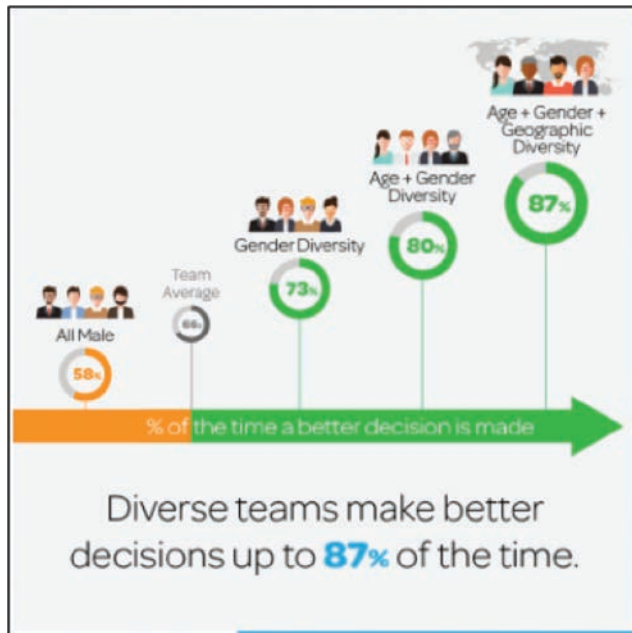 Age + Gender +
Geographic
Diversity
87%
Age + Gender
Diversity
80%
Gender Diversity
73%
Team
Average
66%
All Male
58%
% of the time a better decision is made
Diverse teams make better
decisions up to 87% of the time.